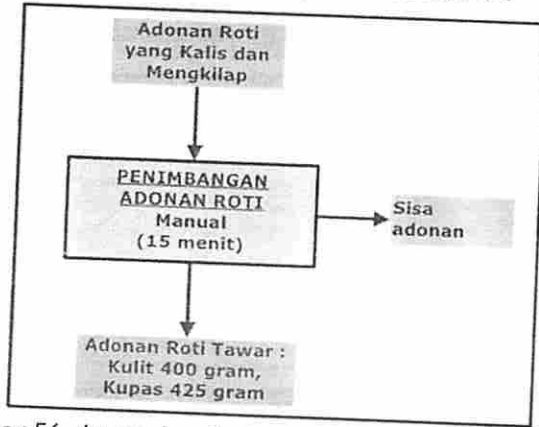 Adonan Roti
yang Kalis dan
Mengkilap
PENIMBANGAN
ADONAN ROTI
Manual
(15 menit)
Sisa
adonan
Adonan Roti Tawar :
Kulit 400 gram,
Kupas 425 gram